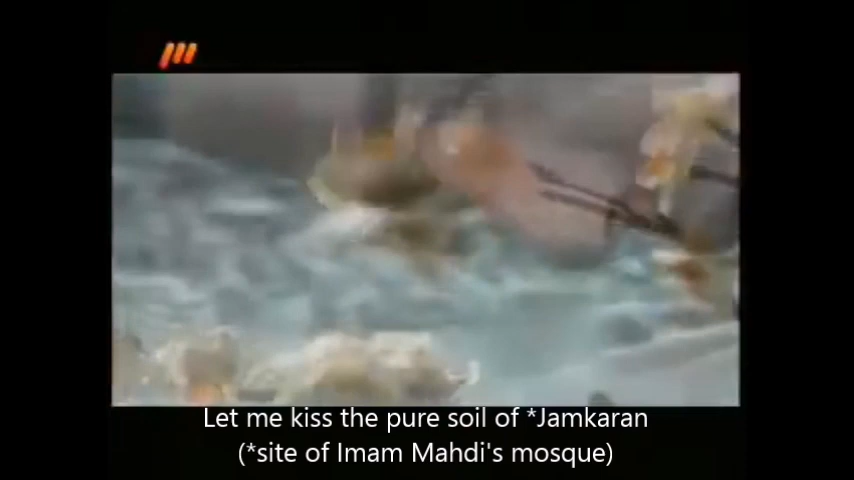 Let me kiss the pure soil of *Jamkaran
(*site of Imam Mahdi's mosque)